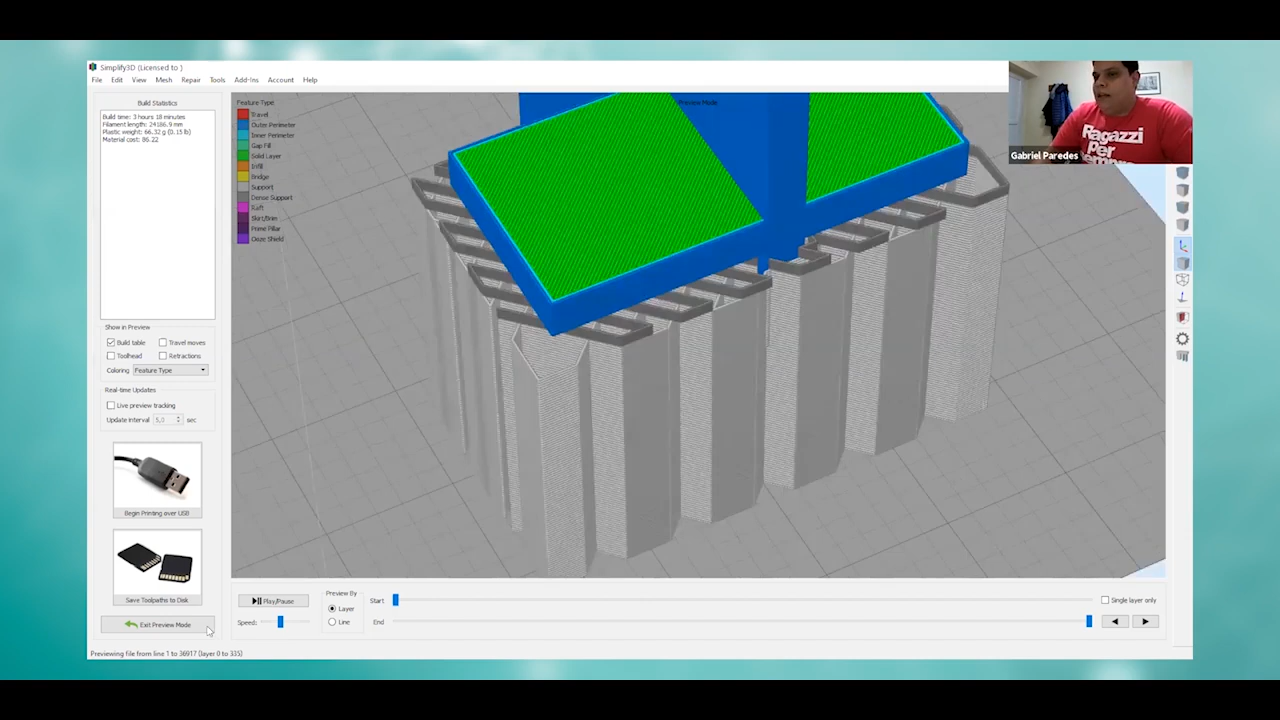 Simplify3D (Licensed to )
File Edit View Mesh Repair Tools Add-Ins Account Help
Build Statistics
Build time: 3 hours 18 minutes
Filament length: 24186.9 mm
Plastic weight: 66.32 g (0.15 lb)
Material cost: 86.22
Show in Preview
Build table
Travel moves
Toolhead
Retractions
Coloring Feature Type
Real-time Updates
Live preview tracking
Update interval 5,0 sec
Begin Printing over USB
Save Toolpaths to Disk
Exit Preview Mode
Previewing file from line 1 to 36917 (layer 0 to 335)
Feature Type
Travel
Outer Perimeter
Inner Perimeter
Gap Fill
Solid Layer
Infill
Bridge
Support
Dense Support
Raft
Skirt/Brim
Prime Pillar
Ooze Shield
Preview Mode
Play/Pause
Speed:
Preview By
Layer
Line
Start
End
Single layer only
Gabriel Paredes
Ragazzi
Per